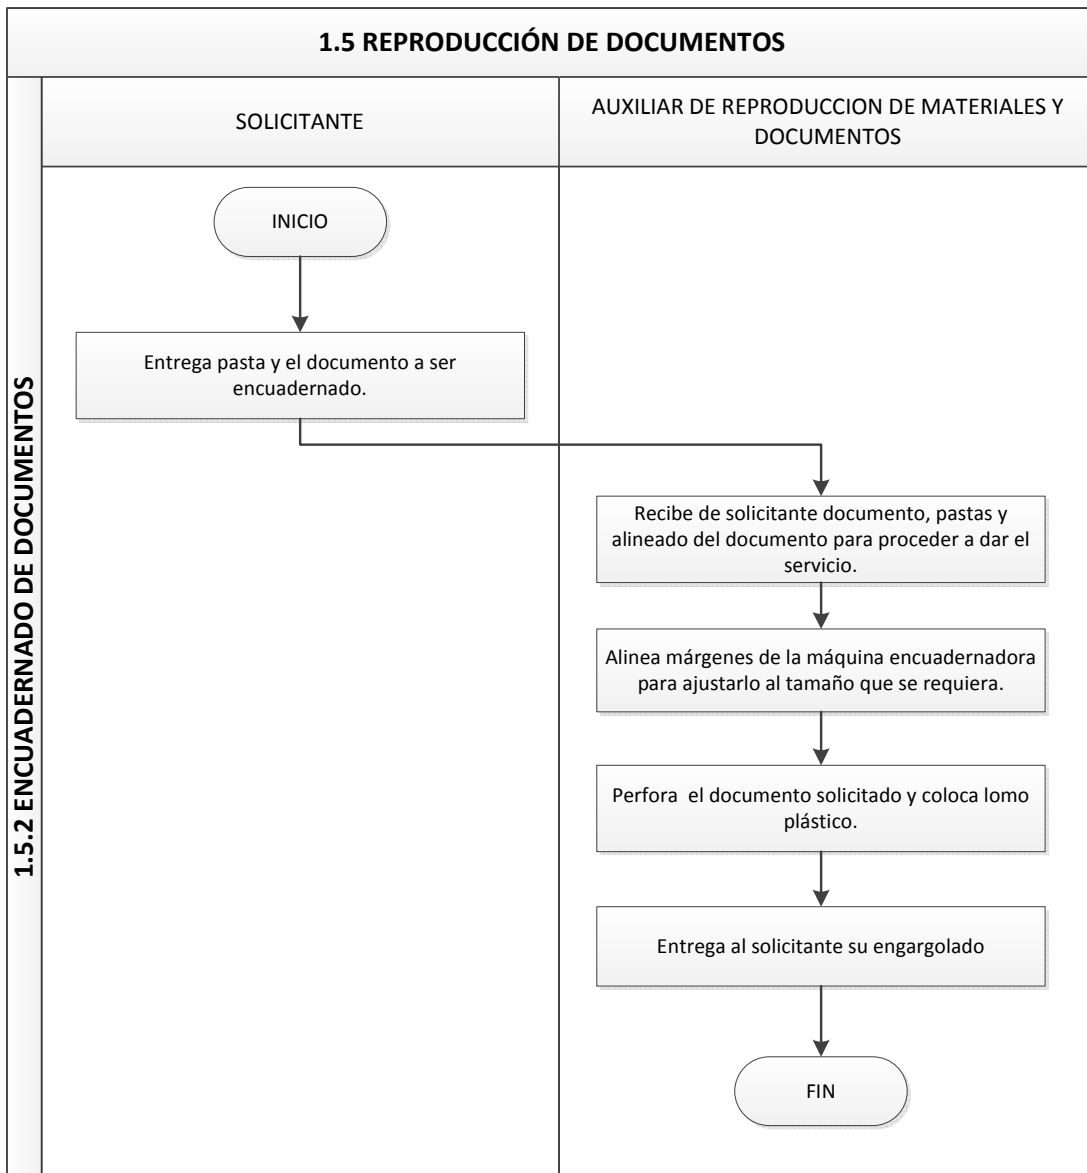 1.5 REPRODUCCIÓN DE DOCUMENTOS
1.5.2 ENCUADERNADO DE DOCUMENTOS
SOLICITANTE
AUXILIAR DE REPRODUCCION DE MATERIALES Y
DOCUMENTOS
INICIO
Entrega pasta y el documento a ser
encuadernado.
Recibe de solicitante documento, pastas y
alineado del documento para proceder a dar el
servicio.
Alinea márgenes de la máquina encuadernadora
para ajustarlo al tamaño que se requiera.
Perfora  el documento solicitado y coloca lomo
plástico.
Entrega al solicitante su engargolado
FIN